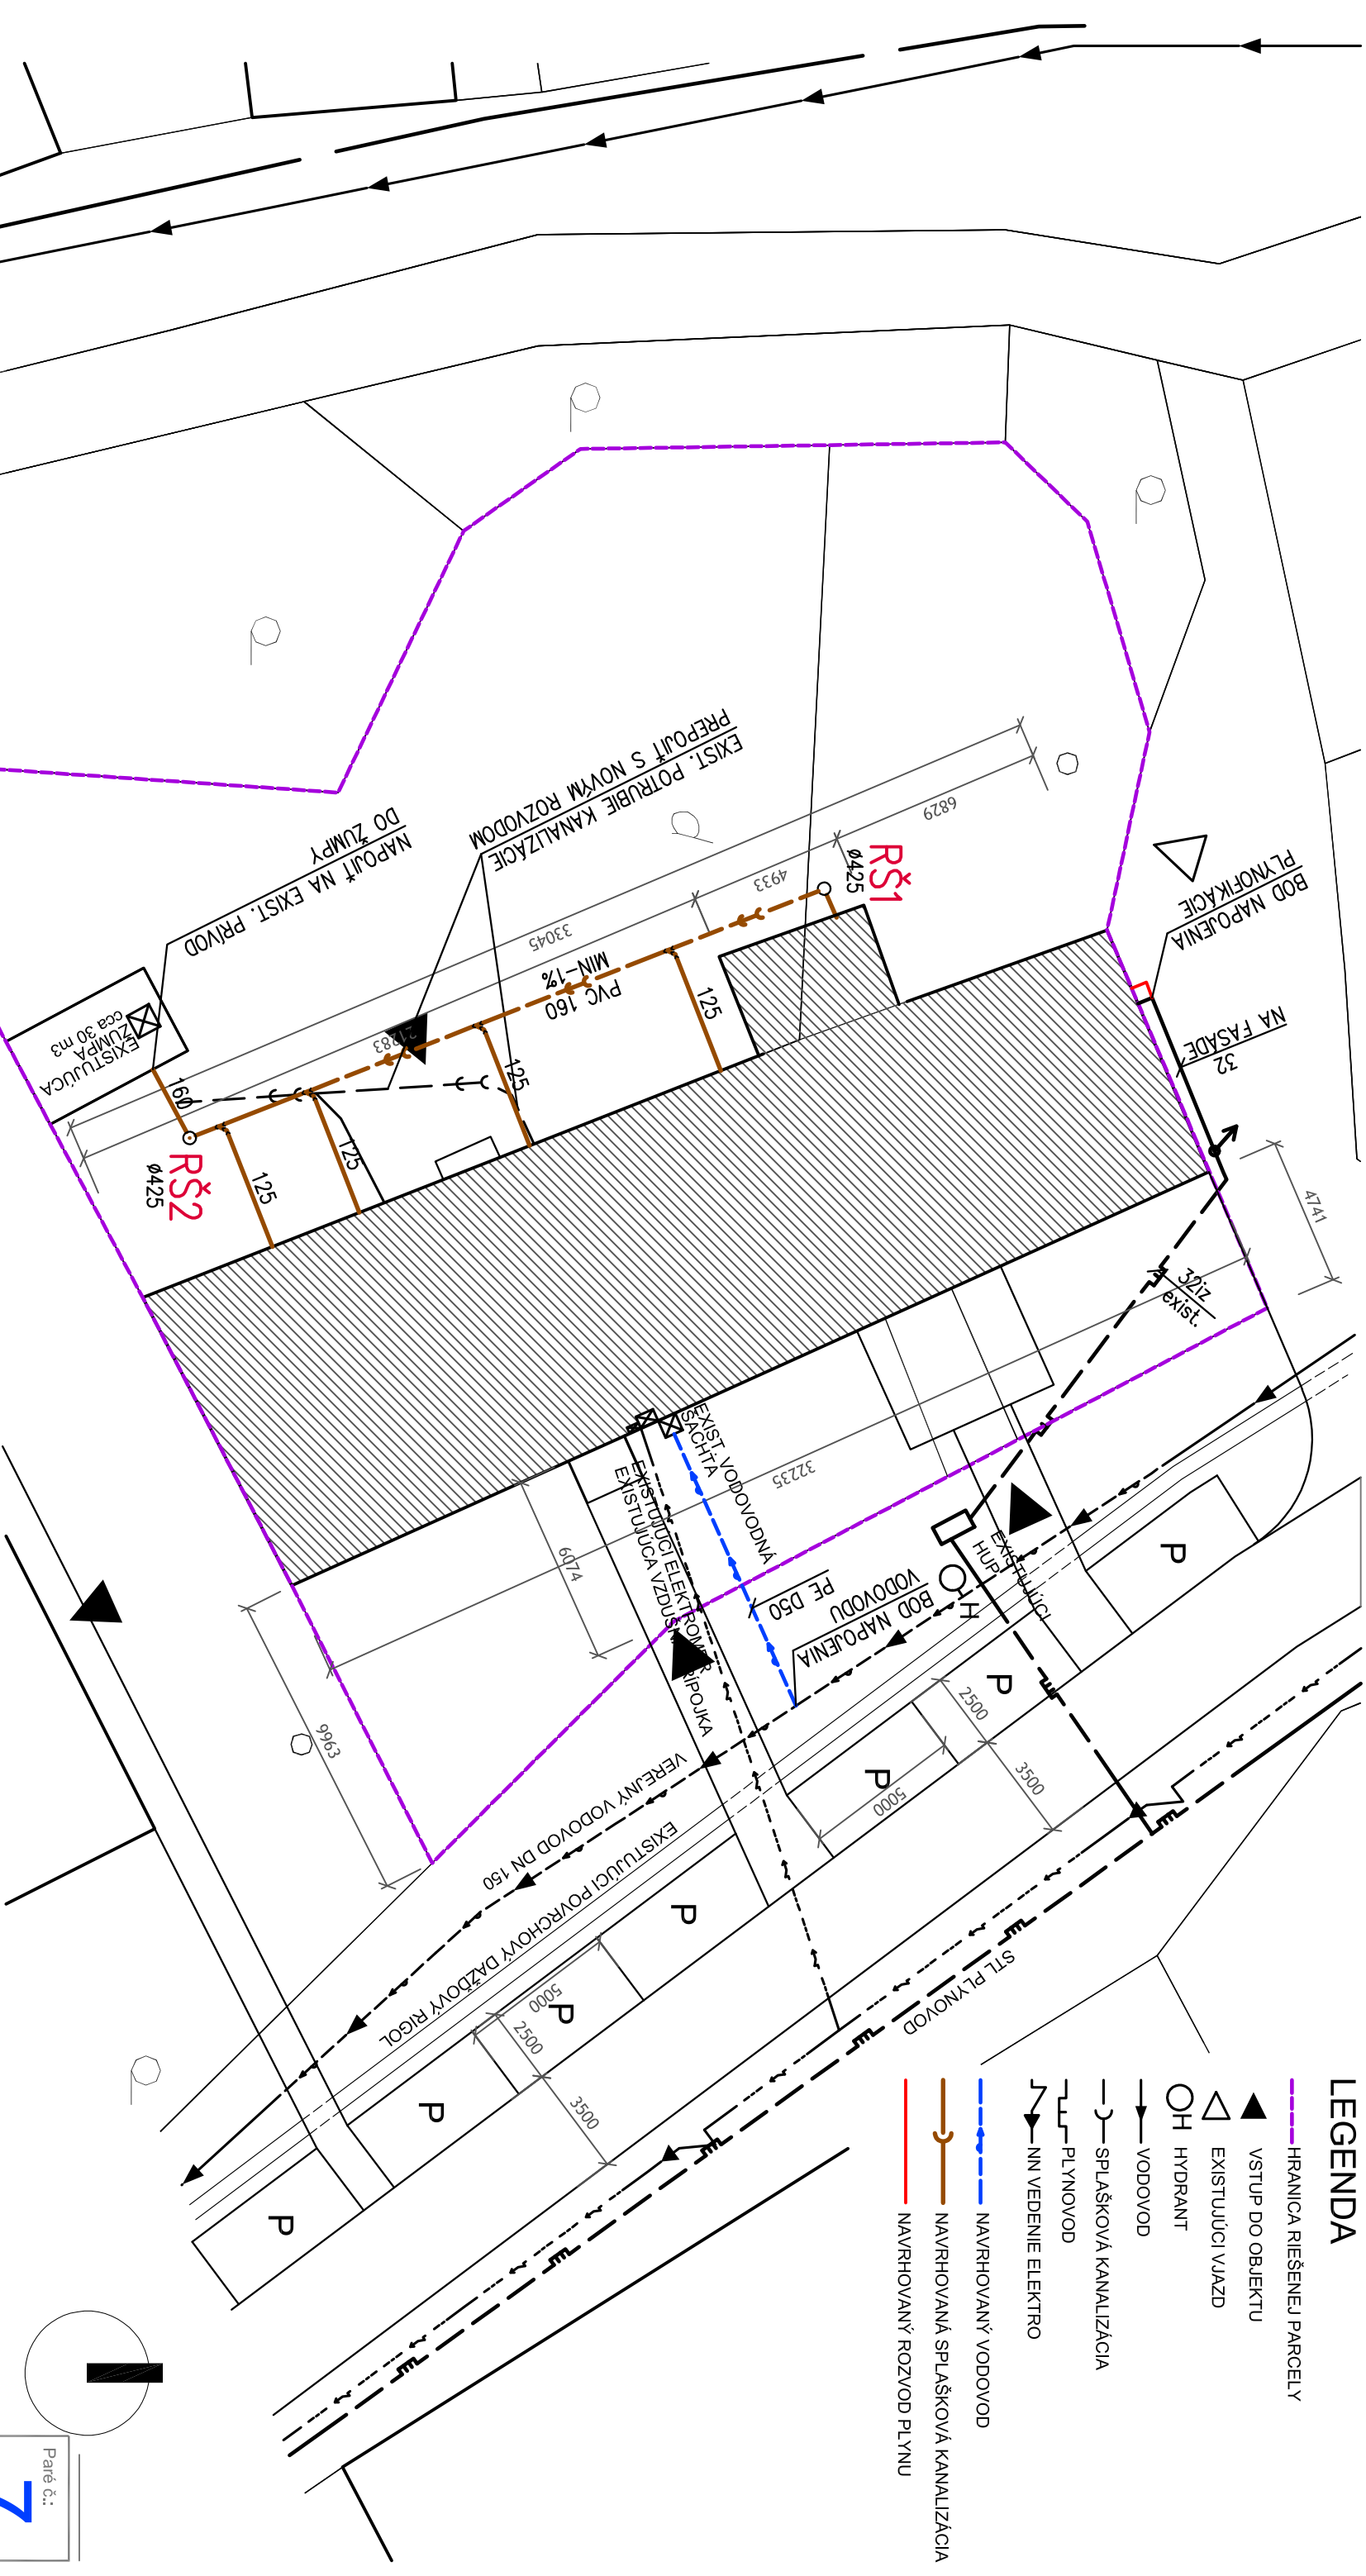 LEGENDA
HRANICA RIEŠENEJ PARCELY
VSTUP DO OBJEKTU
EXISTUJÚCI VJAZD
H HYDRANT
VODOVOD
SPLAŠKOVÁ KANALIZÁCIA
PLYNOVOD
NN VEDENIE ELEKTRO
NAVRHOVANÝ VODOVOD
NAVRHOVANÁ SPLAŠKOVÁ KANALIZÁCIA
NAVRHOVANÝ ROZVOD PLYNU
BOD NAPOJENIA
PLYNOFIKÁCIE
32
NA FASÁDE
4741
32iz
exist.
6829
RŠ1
ø425
4933
33045
EXIST. POTRUBIE KANALIZÁCIE
PREPOJIŤ S NOVÝM ROZVODOM
PVC 160
MIN-1%
125
21283
125
125
125
NAPOJIŤ NA EXIST. PRÍVOD
DO ŽUMPY
EXISTUJÚCA
ŽUMPA
cca 30 m3
160
RŠ2
ø425
32235
EXIST. VODOVODNÁ
ŠACHTA
EXISTUJÚCI ELEKTROMER
EXISTUJÚCA VZDUŠNÁ PRÍPOJKA
6074
PE D50
BOD NAPOJENIA
VODOVODU
EXISTUJÚCI
HUP
H
9963
VEREJNÝ VODOVOD DN 150
EXISTUJÚCI POVRCHOVÝ DAŽĎOVÝ RIGOL
STL PLYNOVOD
P
P
2500
3500
P
5000
P
P
5000
2500
3500
P
P
Paré č.:
7